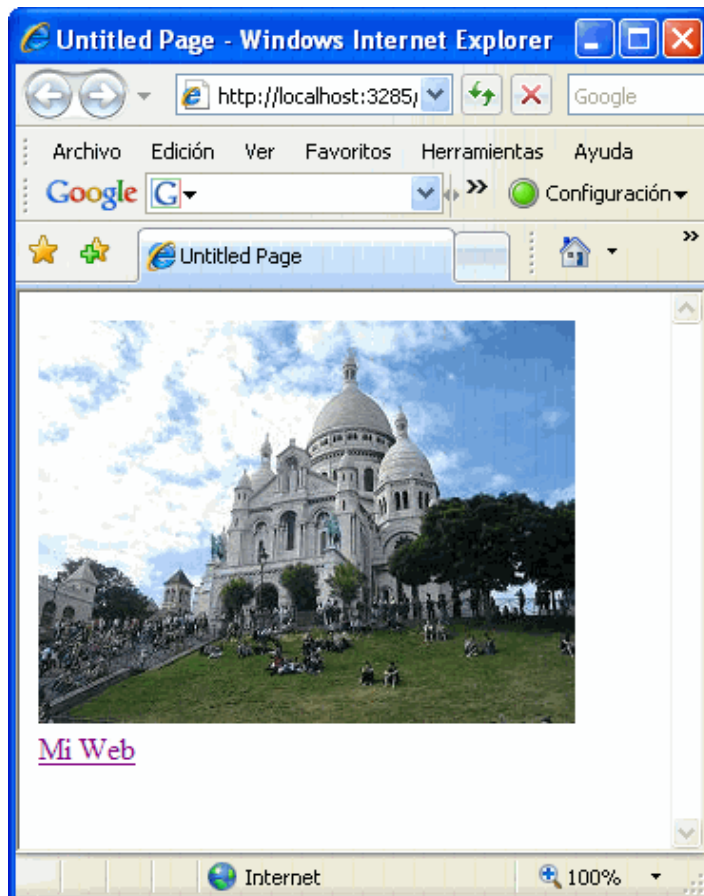 Untitled Page - Windows Internet Explorer
http://localhost:3285/ Google
Archivo Edición Ver Favoritos Herramientas Ayuda
Google G Configuración
Untitled Page
Mi Web
Internet 100%